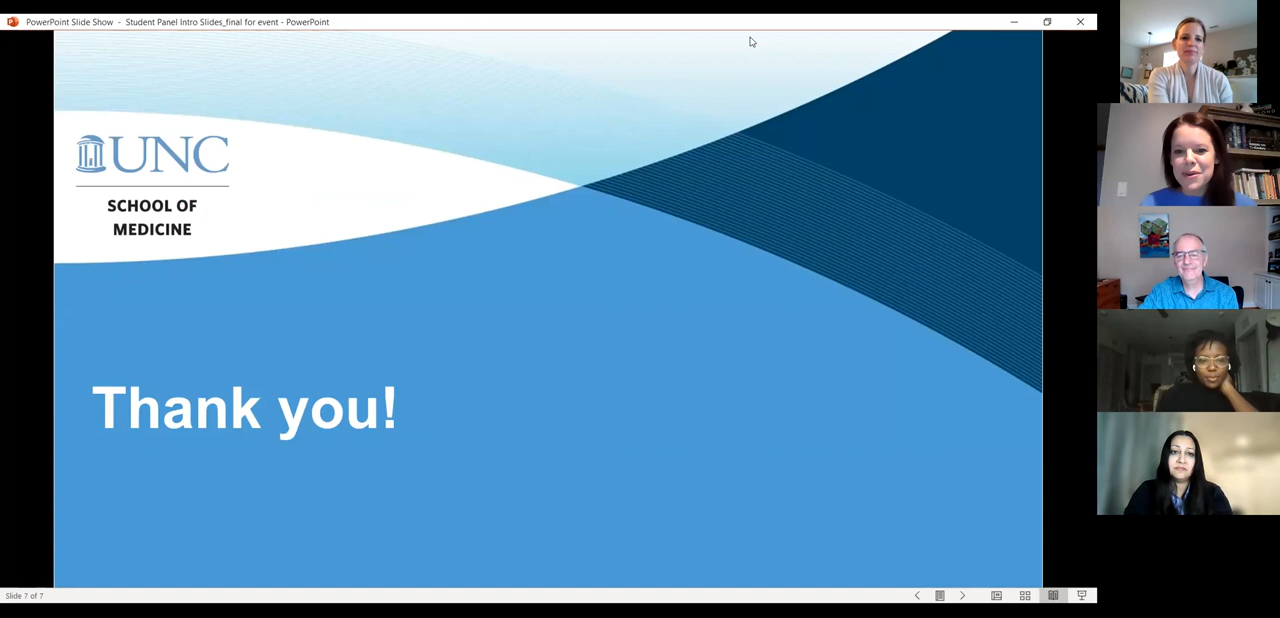 PowerPoint Slide Show - Student Panel Intro Slides_final for event - PowerPoint
UNC
SCHOOL OF
MEDICINE
Thank you!
Slide 7 of 7